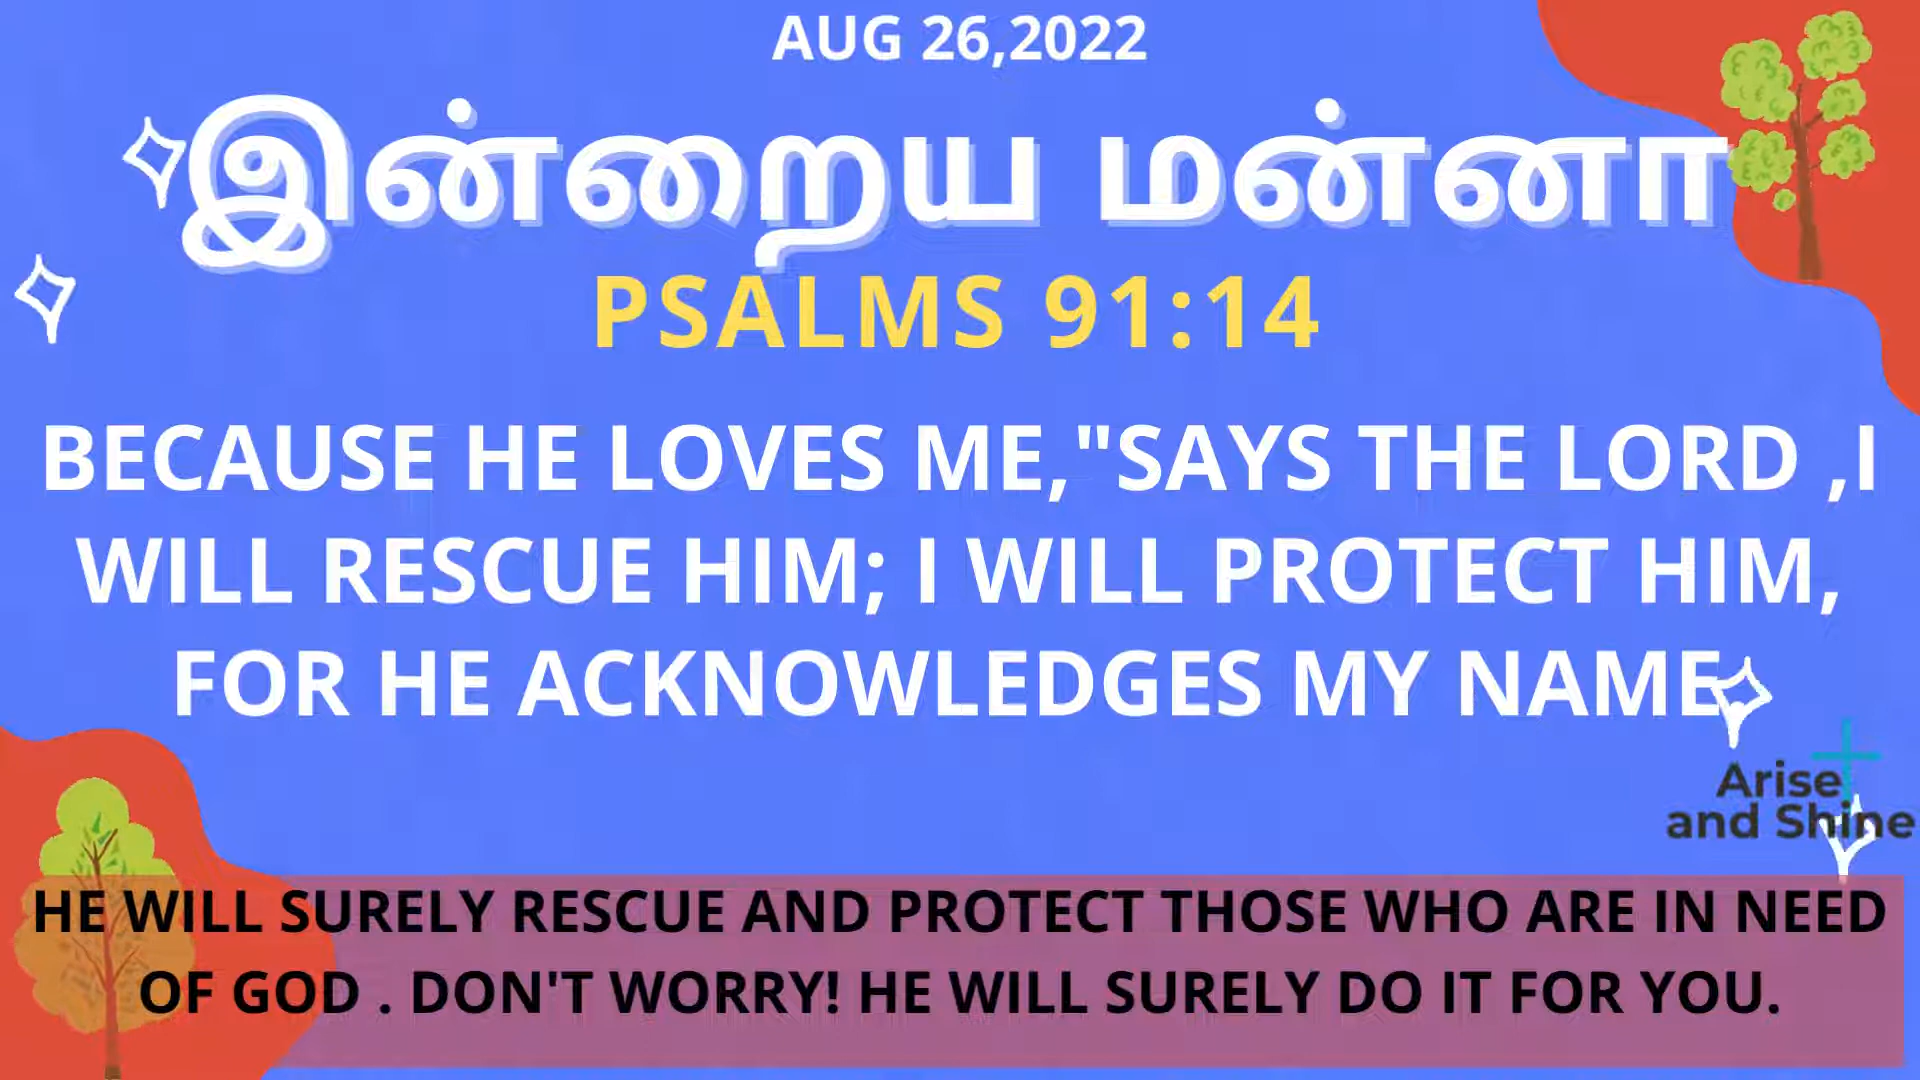 AUG 26,2022
இன்றைய மன்னா
PSALMS 91:14
BECAUSE HE LOVES ME,"SAYS THE LORD ,I
WILL RESCUE HIM; I WILL PROTECT HIM,
FOR HE ACKNOWLEDGES MY NAME.
Arise
and Shine
HE WILL SURELY RESCUE AND PROTECT THOSE WHO ARE IN NEED
OF GOD . DON'T WORRY! HE WILL SURELY DO IT FOR YOU.